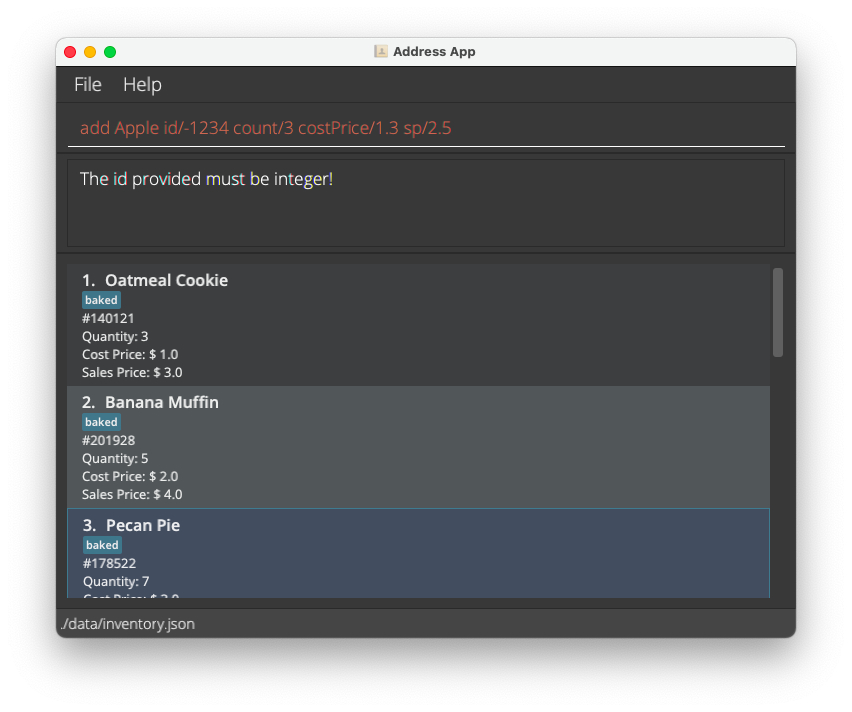 Address App
File Help
add Apple id/-1234 count/3 costPrice/1.3 sp/2.5
The id provided must be integer!
1. Oatmeal Cookie
baked
#140121
Quantity: 3
Cost Price: $ 1.0
Sales Price: $ 3.0
2. Banana Muffin
baked
#201928
Quantity: 5
Cost Price: $ 2.0
Sales Price: $ 4.0
3. Pecan Pie
baked
#178522
Quantity: 7
Cost Price: $
./data/inventory.json